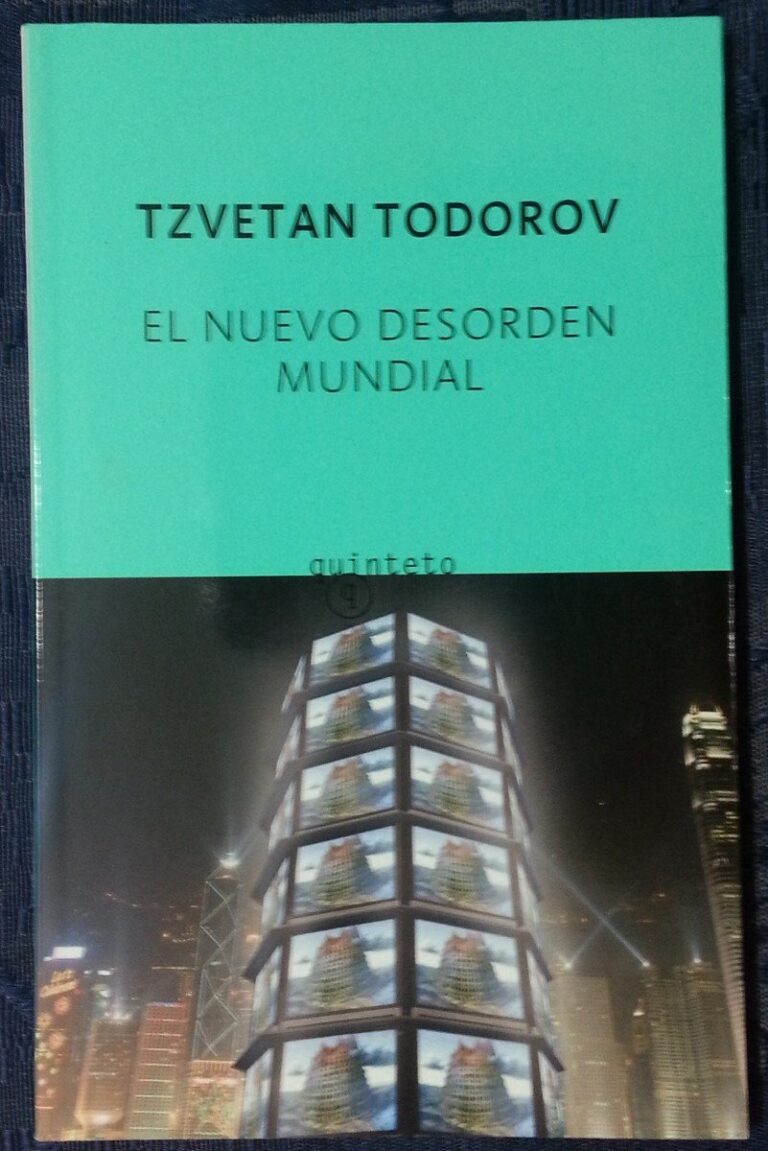 TZVETAN TODOROV
EL NUEVO DESORDEN
MUNDIAL
quinteto
q